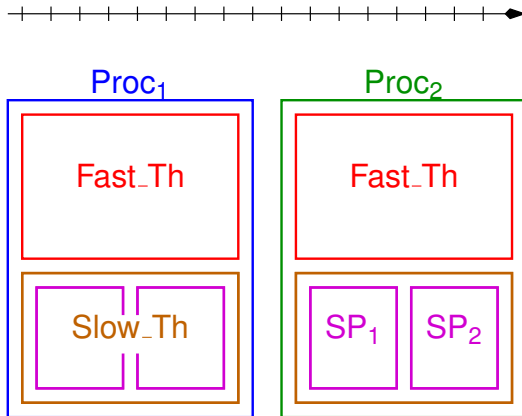 Proc₁ Proc₂
Fast_Th Fast_Th
Slow_Th SP₁ SP₂